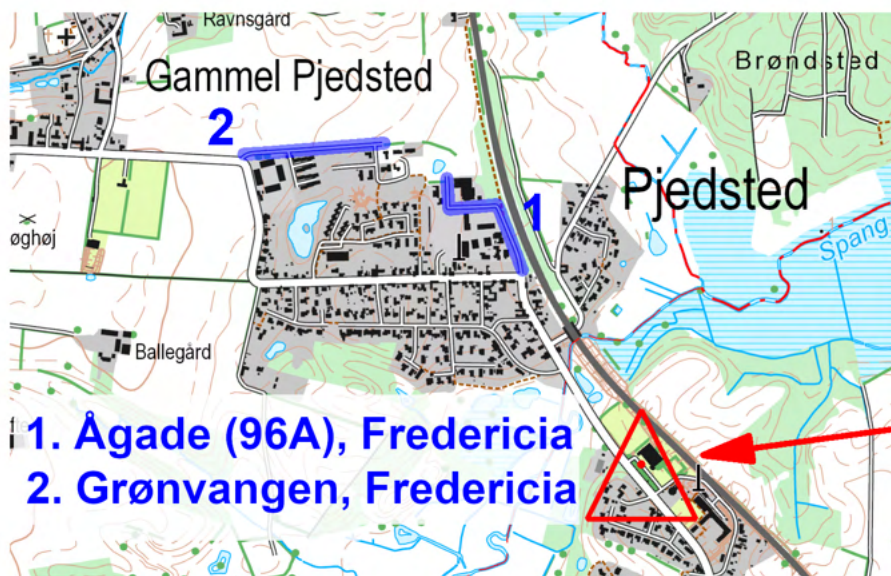 Ravnsgård
Gammel Pjedsted
2
Brøndsted
Pjedsted
1
øghøj
Spang
Ballegård
1. Ågade (96A), Fredericia
2. Grønvangen, Fredericia